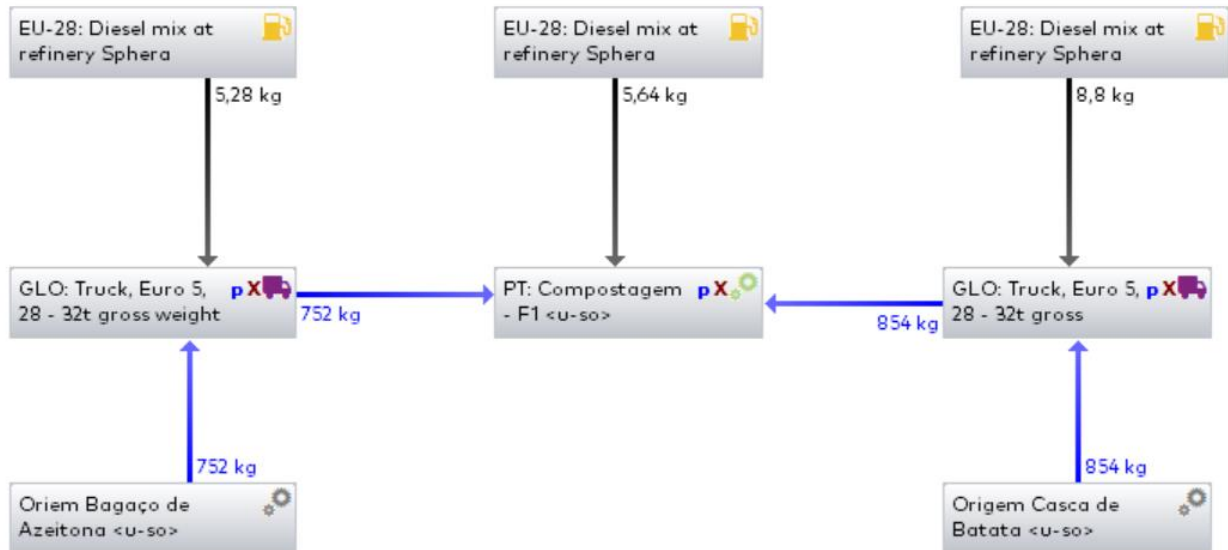 EU-28: Diesel mix at
refinery Sphera
EU-28: Diesel mix at
refinery Sphera
EU-28: Diesel mix at
refinery Sphera
5,28 kg
5,64 kg
8,8 kg
GLO: Truck, Euro 5, p X
28 - 32t gross weight
752 kg
PT: Compostagem p X
- F1 <u-so>
854 kg
GLO: Truck, Euro 5, p X
28 - 32t gross
752 kg
854 kg
Oriem Bagaço de
Azeitona <u-so>
Origem Casca de
Batata <u-so>